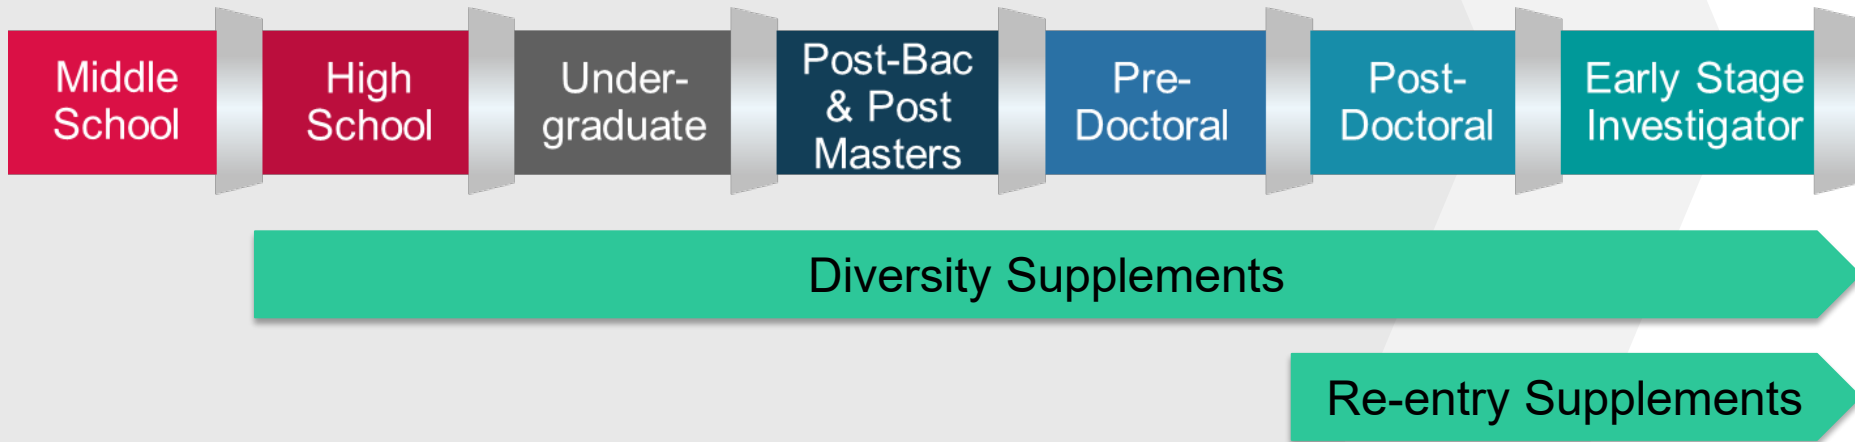 Middle
School
High
School
Under-
graduate
Post-Bac
& Post
Masters
Pre-
Doctoral
Post-
Doctoral
Early Stage
Investigator
Diversity Supplements
Re-entry Supplements